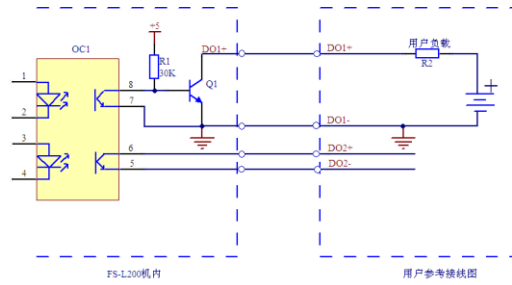 +5
OC1
R1
30K
DO1+
DO1+
用户负载
R2
1
8
Q1
2
7
DO1-
3
6
DO2+
4
5
DO2-
FS-L200机内
用户参考接线图